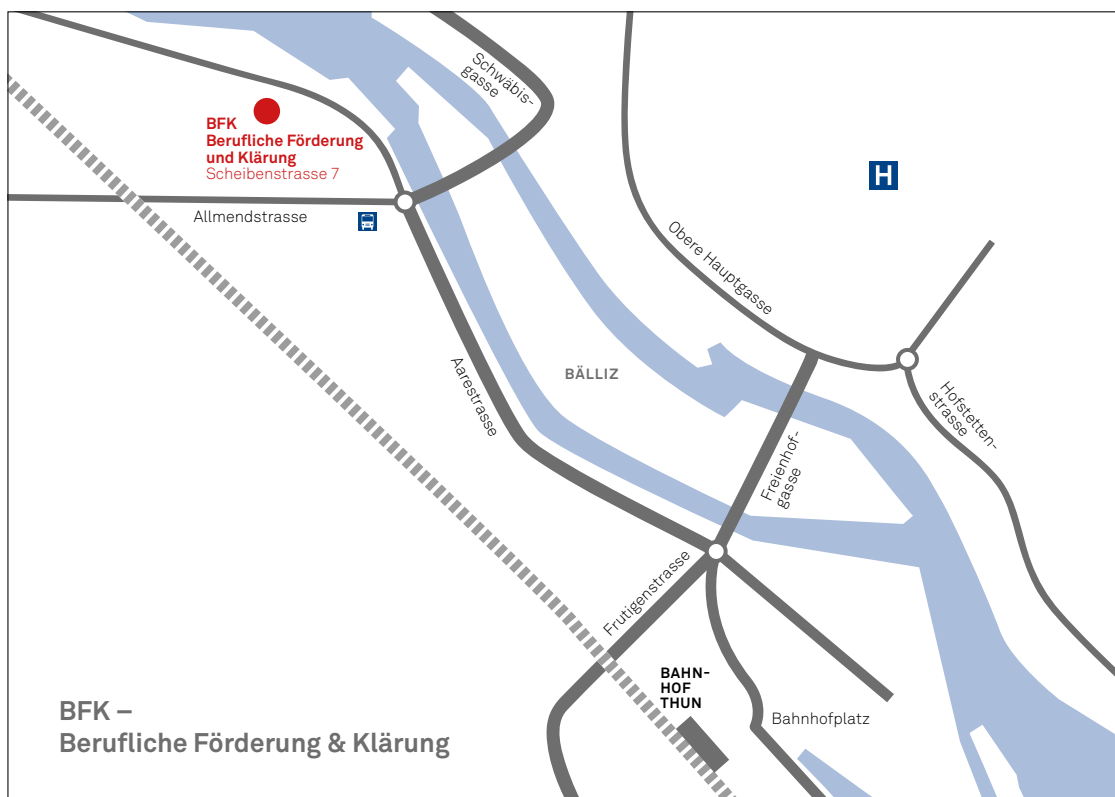 Schwäbis-
gasse
BFK
Berufliche Förderung
und Klärung
Scheibenstrasse 7
H
Allmendstrasse
Obere Hauptgasse
Aarestrasse
BÄLLIZ
Hofstetten-
strasse
Freienhof-
gasse
Frutigenstrasse
BAHN-
HOF
THUN
Bahnhofplatz
BFK –
Berufliche Förderung & Klärung